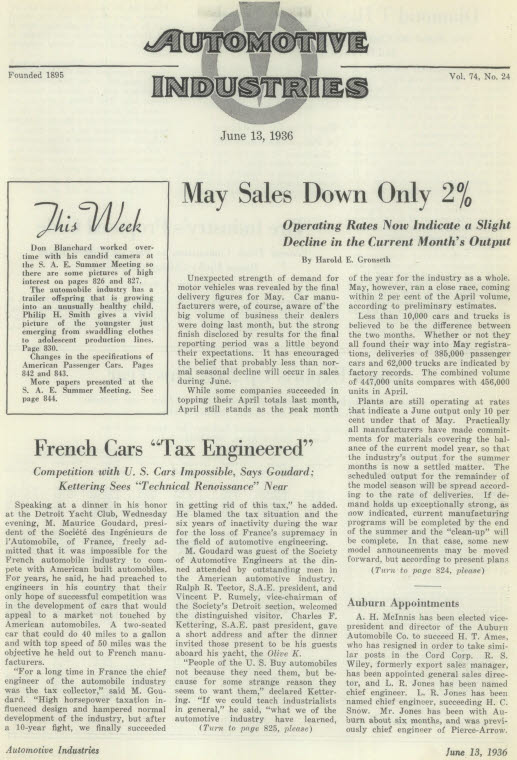 AUTOMOTIVE
INDUSTRIES
Founded 1895
Vol. 74, No. 24
June 13, 1936
This Week
Don Blanchard worked over-
time with his candid camera at
the S. A. E. Summer Meeting so
there are some pictures of high
interest on pages 826 and 827.
The automobile industry has a
trailer offspring that is growing
into an unusually healthy child.
Philip H. Smith gives a vivid
picture of the youngster just
emerging from swaddling clothes
to adolescent production lines.
Page 830.
Changes in the specifications of
American Passenger Cars. Pages
842 and 843.
More papers presented at the
S. A. E. Summer Meeting. See
page 844.
May Sales Down Only 2%
Operating Rates Now Indicate a Slight
Decline in the Current Month's Output
By Harold E. Gronseth
Unexpected strength of demand for
motor vehicles was revealed by the final
delivery figures for May. Car manu-
facturers were, of course, aware of the
big volume of business their dealers
were doing last month, but the strong
finish disclosed by results for the final
reporting period was a little beyond
their expectations. It has encouraged
the belief that probably less than nor-
mal seasonal decline will occur in sales
during June.
While some companies succeeded in
topping their April totals last month,
April still stands as the peak month
of the year for the industry as a whole.
May, however, ran a close race, coming
within 2 per cent of the April volume,
according to preliminary estimates.
Less than 10,000 cars and trucks is
believed to be the difference between
the two months. Whether or not they
all found their way into May registra-
tions, deliveries of 385,000 passenger
cars and 62,000 trucks are indicated by
factory records. The combined volume
of 447,000 units compares with 456,000
units in April.
Plants are still operating at rates
that indicate a June output only 10 per
cent under that of May. Practically
all manufacturers have made commit-
ments for materials covering the bal-
ance of the current model year, so that
the industry's output for the summer
months is now a settled matter. The
scheduled output for the remainder of
the model season will be spread accord-
ing to the rate of deliveries. If de-
mand holds up exceptionally strong, as
now indicated, current manufacturing
programs will be completed by the end
of the summer and the "clean-up" will
be complete. In that case, some new
model announcements may be moved
forward, but according to present plans
(Turn to page 824, please)
French Cars "Tax Engineered"
Competition with U. S. Cars Impossible, Says Goudard;
Kettering Sees "Technical Renoissance" Near
Speaking at a dinner in his honor
at the Detroit Yacht Club, Wednesday
evening, M. Maurice Goudard, presi-
dent of the Société des Ingénieurs de
l'Automobile, of France, freely ad-
mitted that it was impossible for the
French automobile industry to com-
pete with American built automobiles.
For years, he said, he had preached to
engineers in his country that their
only hope of successful competition was
in the development of cars that would
appeal to a market not touched by
American automobiles. A two-seated
car that could do 40 miles to a gallon
and with top speed of 50 miles was the
objective he held out to French manu-
facturers.
"For a long time in France the chief
engineer of the automobile industry
was the tax collector," said M. Gou-
dard. "High horsepower taxation in-
fluenced design and hampered normal
development of the industry, but after
a 10-year fight, we finally succeeded
in getting rid of this tax," he added.
He blamed the tax situation and the
six years of inactivity during the war
for the loss of France's supremacy in
the field of automotive engineering.
M. Goudard was guest of the Society
of Automotive Engineers at the din-
ner attended by outstanding men in
the American automotive industry.
Ralph R. Teetor, S.A.E. president, and
Vincent P. Rumely, vice-chairman of
the Society's Detroit section, welcomed
the distinguished visitor. Charles F.
Kettering, S.A.E. past president, gave
a short address and after the dinner
invited those present to be his guests
aboard his yacht, the Olive K.
"People of the U. S. Buy automobiles
not because they need them, but be-
cause for some strange reason they
seem to want them," declared Ketter-
ing. "If we could teach industrialists
in general," he said, "what we of the
automotive industry have learned,
(Turn to page 825, please)
Auburn Appointments
A. H. McInnis has been elected vice-
president and director of the Auburn
Automobile Co. to succeed H. T. Ames,
who has resigned in order to take simi-
lar posts in the Cord Corp. R. S.
Wiley, formerly export sales manager,
has been appointed general sales direc-
tor, and L. R. Jones has been named
chief engineer. L. R. Jones has been
named chief engineer, succeeding H. C.
Snow. Mr. Jones has been with Au-
burn about six months, and was previ-
ously chief engineer of Pierce-Arrow.
Automotive Industries
June 13, 1936